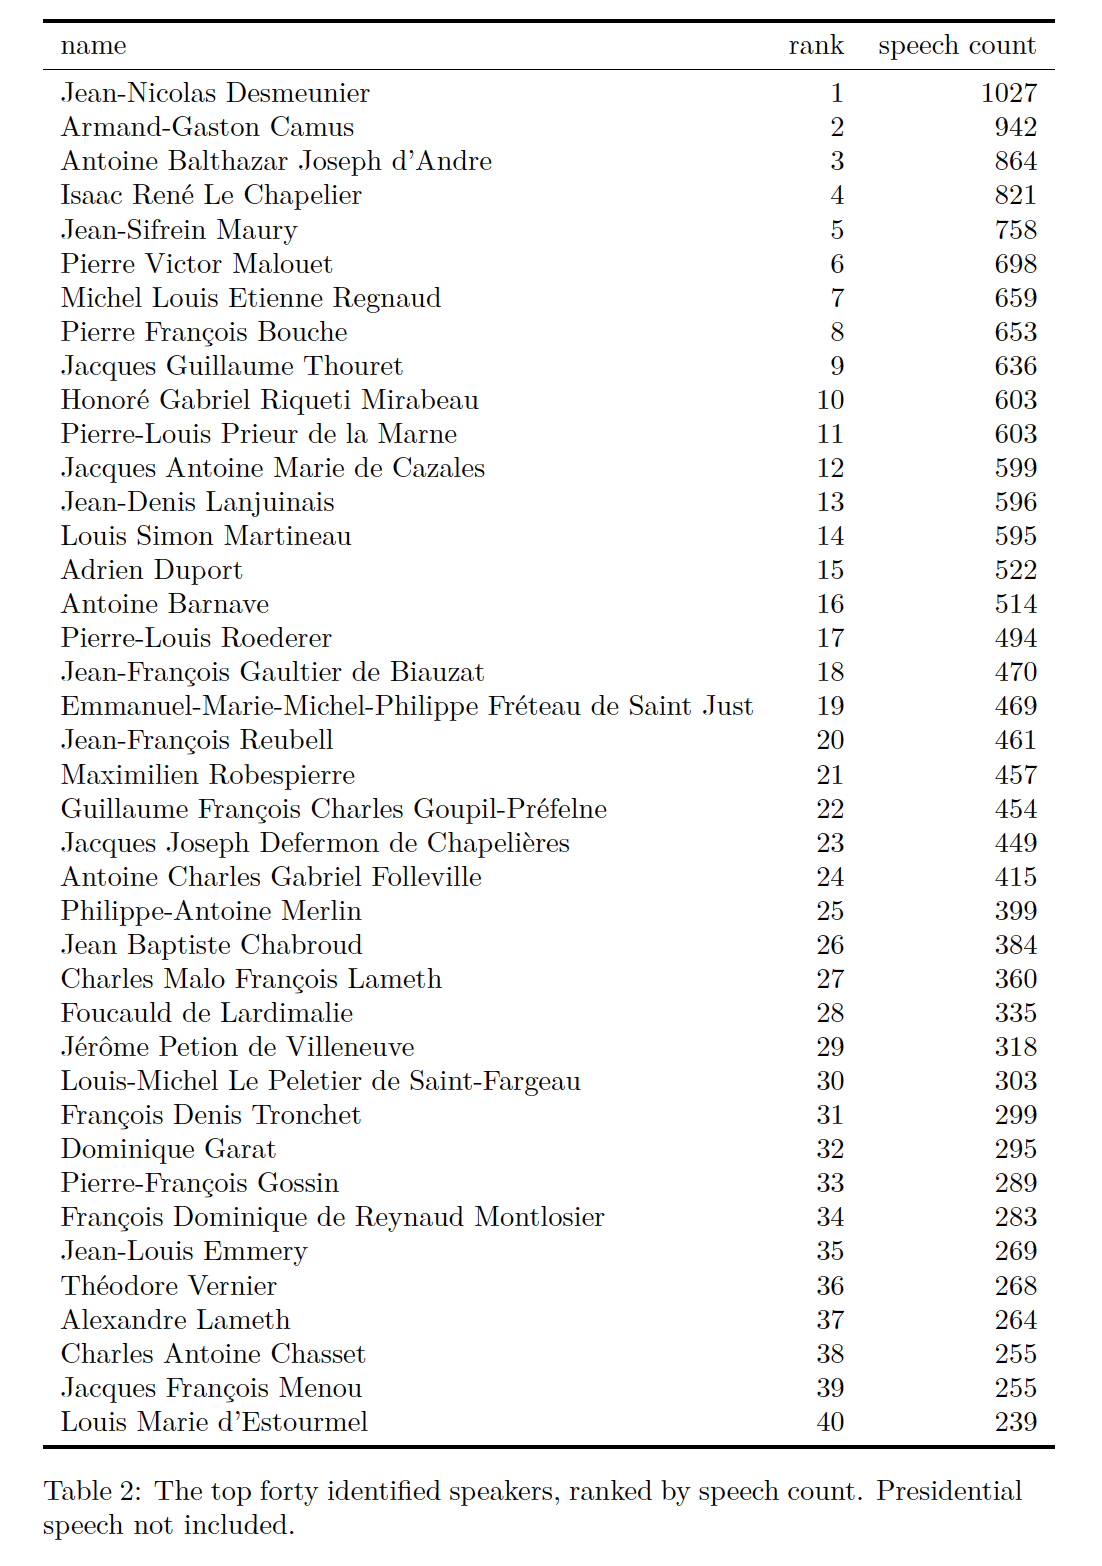 name rank speech count
Jean-Nicolas Desmeunier 1 1027
Armand-Gaston Camus 2 942
Antoine Balthazar Joseph d'Andre 3 864
Isaac René Le Chapelier 4 821
Jean-Sifrein Maury 5 758
Pierre Victor Malouet 6 698
Michel Louis Etienne Regnaud 7 659
Pierre François Bouche 8 653
Jacques Guillaume Thouret 9 636
Honoré Gabriel Riqueti Mirabeau 10 603
Pierre-Louis Prieur de la Marne 11 603
Jacques Antoine Marie de Cazales 12 599
Jean-Denis Lanjuinais 13 596
Louis Simon Martineau 14 595
Adrien Duport 15 522
Antoine Barnave 16 514
Pierre-Louis Roederer 17 494
Jean-François Gaultier de Biauzat 18 470
Emmanuel-Marie-Michel-Philippe Fréteau de Saint Just 19 469
Jean-François Reubell 20 461
Maximilien Robespierre 21 457
Guillaume François Charles Goupil-Préfelne 22 454
Jacques Joseph Defermon de Chapelières 23 449
Antoine Charles Gabriel Folleville 24 415
Philippe-Antoine Merlin 25 399
Jean Baptiste Chabroud 26 384
Charles Malo François Lameth 27 360
Foucauld de Lardimalie 28 335
Jérôme Petion de Villeneuve 29 318
Louis-Michel Le Peletier de Saint-Fargeau 30 303
François Denis Tronchet 31 299
Dominique Garat 32 295
Pierre-François Gossin 33 289
François Dominique de Reynaud Montlosier 34 283
Jean-Louis Emmery 35 269
Théodore Vernier 36 268
Alexandre Lameth 37 264
Charles Antoine Chasset 38 255
Jacques François Menou 39 255
Louis Marie d'Estourmel 40 239
Table 2: The top forty identified speakers, ranked by speech count. Presidential
speech not included.